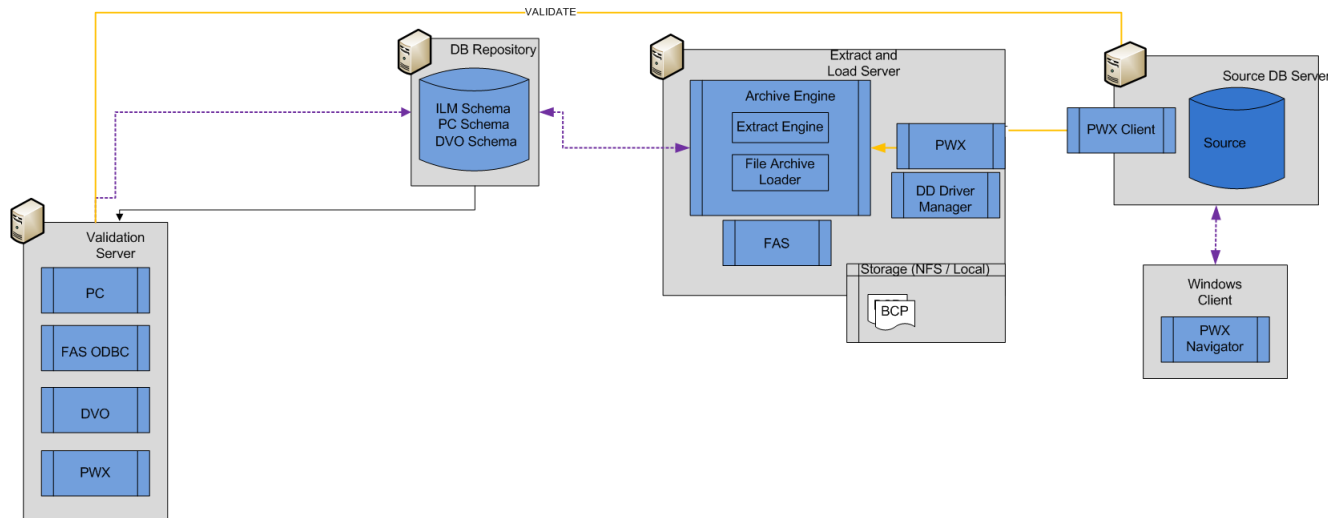 VALIDATE
DB Repository
ILM Schema
PC Schema
DVO Schema
Extract and
Load Server
Archive Engine
Extract Engine
File Archive
Loader
PWX
DD Driver
Manager
FAS
Storage (NFS / Local)
BCP
Source DB Server
PWX Client
Source
Windows
Client
PWX
Navigator
Validation
Server
PC
FAS ODBC
DVO
PWX